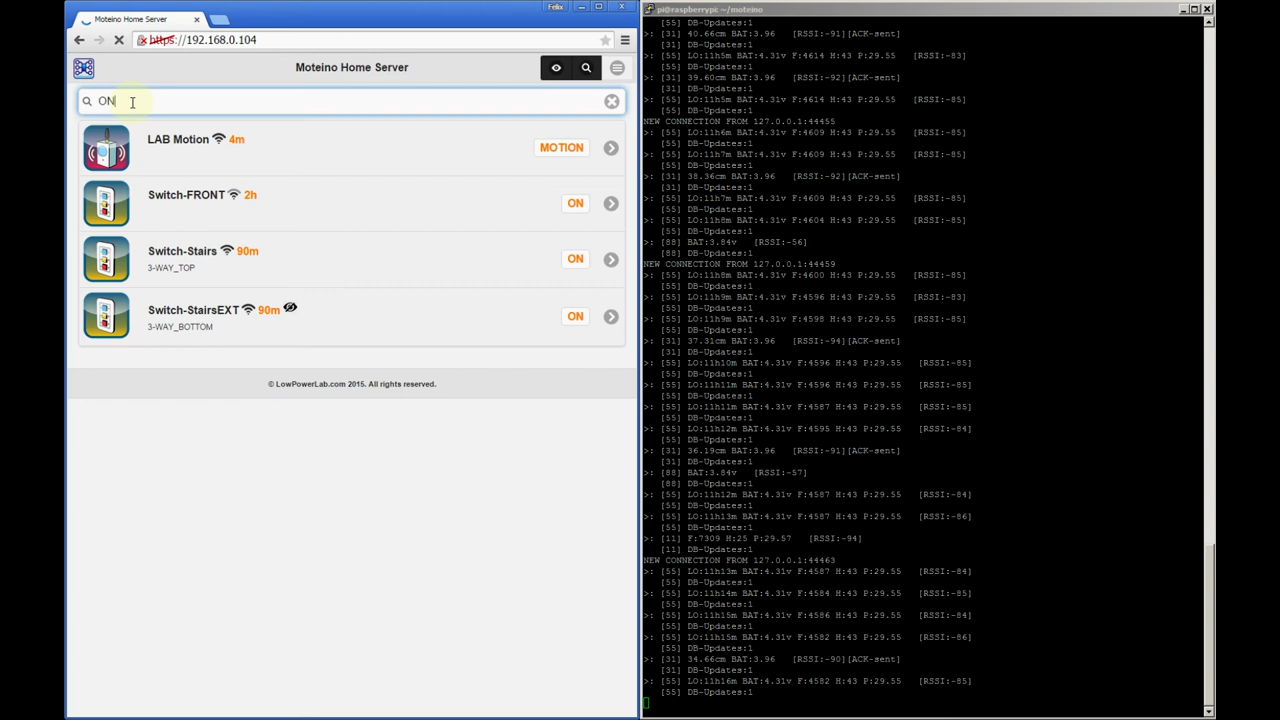 Moteino Home Server
Felix
https://192.168.0.104
Moteino Home Server
ON
LAB Motion 4m
MOTION
Switch-FRONT 2h
ON
Switch-Stairs 90m
3-WAY_TOP
ON
Switch-StairsEXT 90m
3-WAY_BOTTOM
ON
© LowPowerLab.com 2015. All rights reserved.
pi@raspberrypi: ~/moteino
[55] DB-Updates:1
>: [31] 40.66cm BAT:3.96 [RSSI:-91][ACK-sent]
[31] DB-Updates:1
>: [55] LO:11h5m BAT:4.31v F:4614 H:43 P:29.55 [RSSI:-83]
[55] DB-Updates:1
>: [31] 39.60cm BAT:3.96 [RSSI:-92][ACK-sent]
[31] DB-Updates:1
>: [55] LO:11h5m BAT:4.31v F:4614 H:43 P:29.55 [RSSI:-85]
[55] DB-Updates:1
NEW CONNECTION FROM 127.0.0.1:44455
>: [55] LO:11h6m BAT:4.31v F:4609 H:43 P:29.55 [RSSI:-85]
[55] DB-Updates:1
>: [55] LO:11h7m BAT:4.31v F:4609 H:43 P:29.55 [RSSI:-85]
[55] DB-Updates:1
>: [31] 38.36cm BAT:3.96 [RSSI:-92][ACK-sent]
[31] DB-Updates:1
>: [55] LO:11h7m BAT:4.31v F:4609 H:43 P:29.55 [RSSI:-85]
[55] DB-Updates:1
>: [55] LO:11h8m BAT:4.31v F:4604 H:43 P:29.55 [RSSI:-85]
[55] DB-Updates:1
>: [88] BAT:3.84v [RSSI:-56]
[88] DB-Updates:1
NEW CONNECTION FROM 127.0.0.1:44459
>: [55] LO:11h8m BAT:4.31v F:4600 H:43 P:29.55 [RSSI:-85]
[55] DB-Updates:1
>: [55] LO:11h9m BAT:4.31v F:4596 H:43 P:29.55 [RSSI:-83]
[55] DB-Updates:1
>: [55] LO:11h9m BAT:4.31v F:4598 H:43 P:29.55 [RSSI:-85]
[55] DB-Updates:1
>: [31] 37.31cm BAT:3.96 [RSSI:-94][ACK-sent]
[31] DB-Updates:1
>: [55] LO:11h10m BAT:4.31v F:4596 H:43 P:29.55 [RSSI:-85]
[55] DB-Updates:1
>: [55] LO:11h11m BAT:4.31v F:4596 H:43 P:29.55 [RSSI:-85]
[55] DB-Updates:1
>: [55] LO:11h11m BAT:4.31v F:4587 H:43 P:29.55 [RSSI:-85]
[55] DB-Updates:1
>: [55] LO:11h12m BAT:4.31v F:4595 H:43 P:29.55 [RSSI:-84]
[55] DB-Updates:1
>: [31] 36.19cm BAT:3.96 [RSSI:-91][ACK-sent]
[31] DB-Updates:1
>: [88] BAT:3.84v [RSSI:-57]
[88] DB-Updates:1
>: [55] LO:11h12m BAT:4.31v F:4587 H:43 P:29.55 [RSSI:-84]
[55] DB-Updates:1
>: [55] LO:11h13m BAT:4.31v F:4587 H:43 P:29.55 [RSSI:-86]
[55] DB-Updates:1
>: [11] F:7309 H:25 P:29.57 [RSSI:-94]
[11] DB-Updates:1
NEW CONNECTION FROM 127.0.0.1:44463
>: [55] LO:11h13m BAT:4.31v F:4587 H:43 P:29.55 [RSSI:-84]
[55] DB-Updates:1
>: [55] LO:11h14m BAT:4.31v F:4584 H:43 P:29.55 [RSSI:-85]
[55] DB-Updates:1
>: [55] LO:11h15m BAT:4.31v F:4586 H:43 P:29.55 [RSSI:-84]
[55] DB-Updates:1
>: [55] LO:11h15m BAT:4.31v F:4582 H:43 P:29.55 [RSSI:-86]
[55] DB-Updates:1
>: [31] 34.66cm BAT:3.96 [RSSI:-90][ACK-sent]
[31] DB-Updates:1
>: [55] LO:11h16m BAT:4.31v F:4582 H:43 P:29.55 [RSSI:-85]
[55] DB-Updates:1